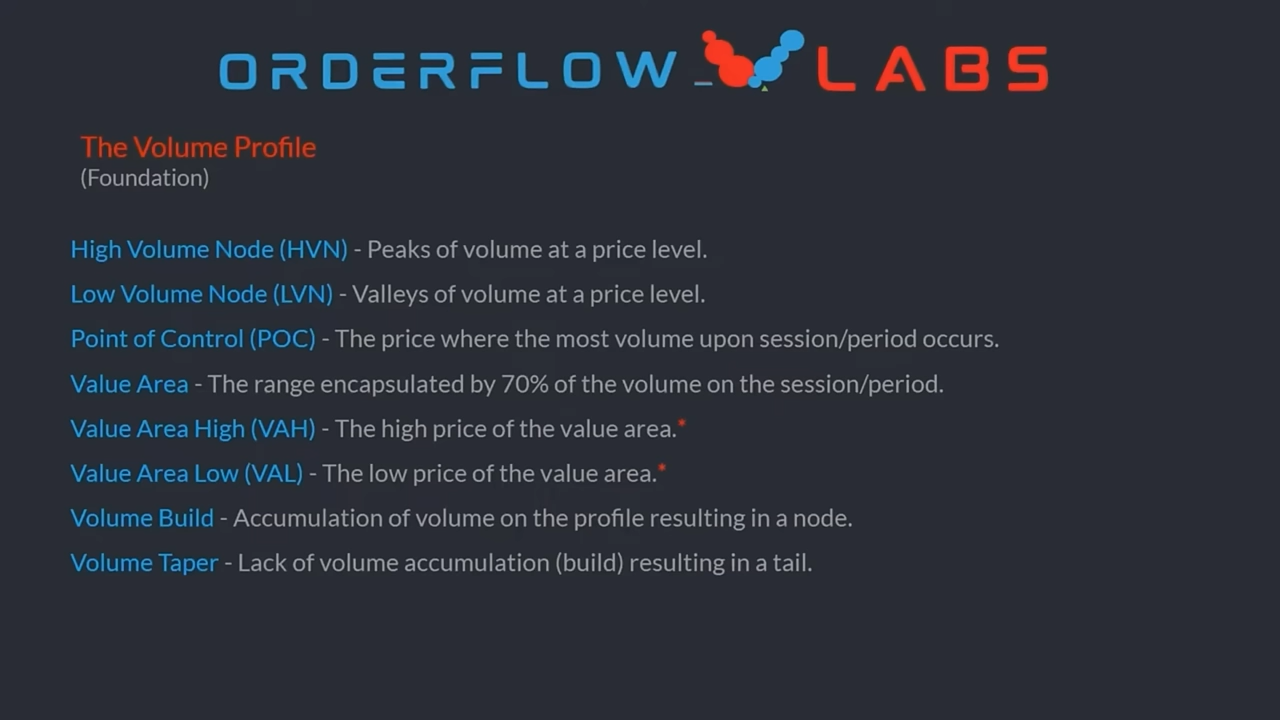 ORDERFLOW LABS
The Volume Profile
(Foundation)
High Volume Node (HVN) - Peaks of volume at a price level.
Low Volume Node (LVN) - Valleys of volume at a price level.
Point of Control (POC) - The price where the most volume upon session/period occurs.
Value Area - The range encapsulated by 70% of the volume on the session/period.
Value Area High (VAH) - The high price of the value area.*
Value Area Low (VAL) - The low price of the value area.*
Volume Build - Accumulation of volume on the profile resulting in a node.
Volume Taper - Lack of volume accumulation (build) resulting in a tail.